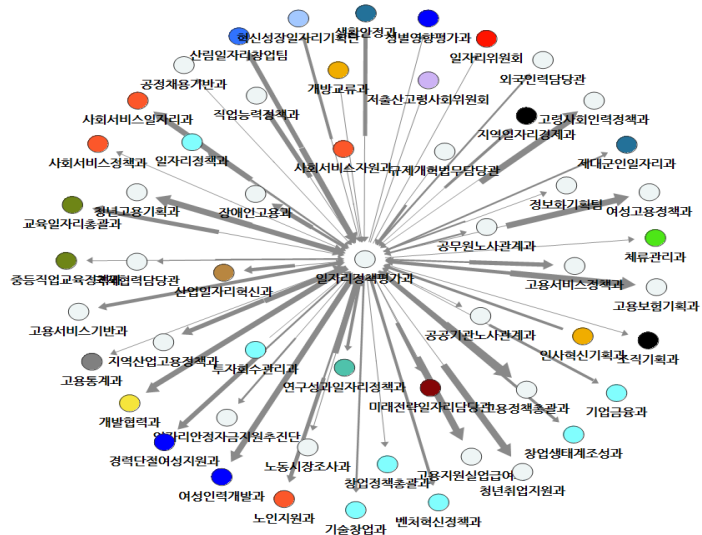 혁신성장일자리기획단
생활안정과
성별영향평가과
산림일자리창업팀
일자리위원회
공정채용기반과
개방교류과
저출산고령사회위원회
외국인력담당관
사회서비스일자리과
직업능력정책과
고령사회인력정책과
지역일자리경제과
사회서비스정책과
일자리정책과
사회서비스자원과
규제개혁법무담당관
제대군인일자리과
교육일자리총괄과
청년고용기획과
장애인고용과
정보화기획팀
여성고용정책과
공무원노사관계과
체류관리과
중등직업교육정책과
국제협력담당관
산업일자리혁신과
일자리정책평가과
고용서비스정책과
고용보험기획과
고용서비스기반과
지역산업고용정책과
공공기관노사관계과
인사혁신기획과
조직기획과
고용통계과
투자회수관리과
연구성과일자리정책과
미래전략일자리담당관
고용정책총괄과
기업금융과
개발협력과
일자리안정자금지원추진단
창업생태계조성과
경력단절여성지원과
노동시장조사과
창업정책총괄과
고용지원실업급여
청년취업지원과
여성인력개발과
노인지원과
기술창업과
벤처혁신정책과